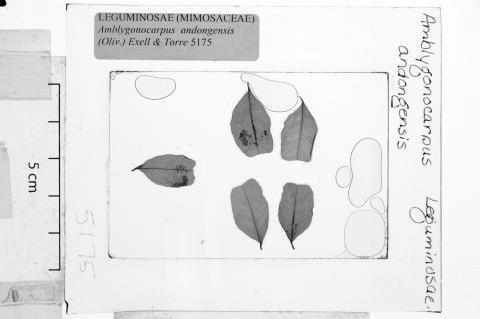 LEGUMINOSAE (MIMOSACEAE)
Amblygonocarpus andongensis
(Oliv.) Exell & Torre 5175
Amblygonocarpus Leguminosae
andongensis
5 cm
5175